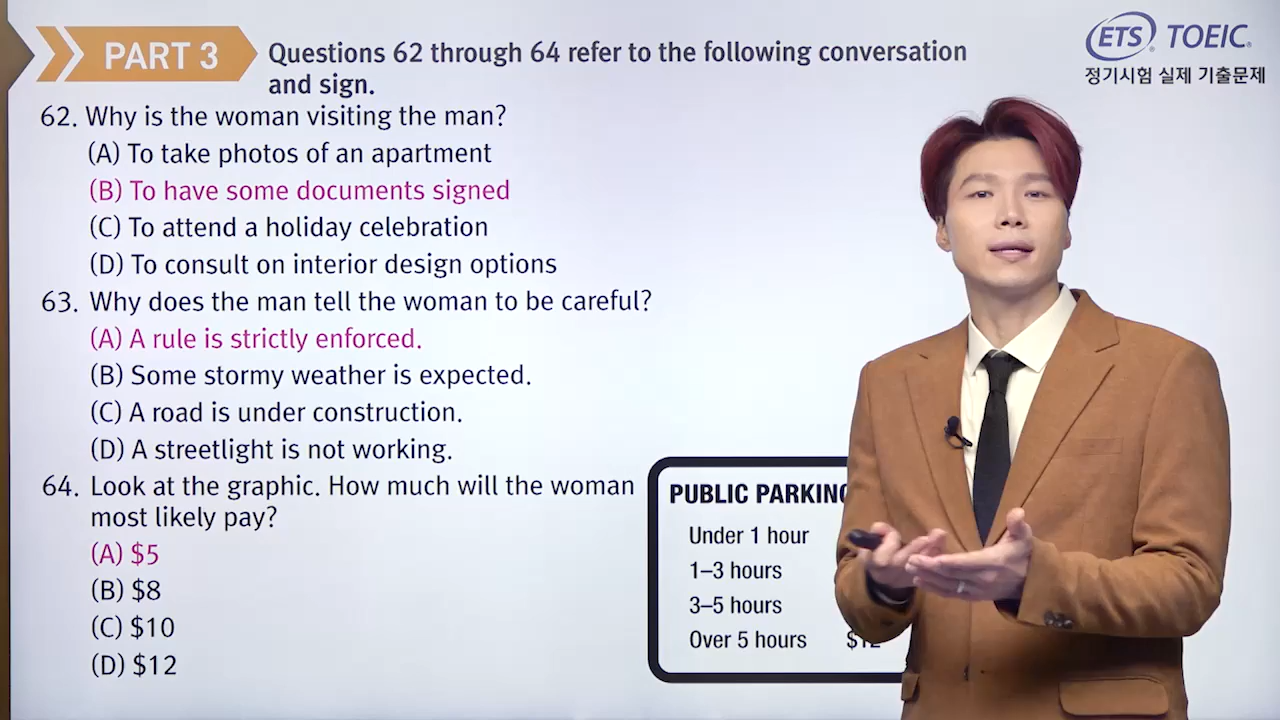 PART 3
Questions 62 through 64 refer to the following conversation
and sign.
ETS® TOEIC®
정기시험 실제 기출문제
62. Why is the woman visiting the man?
(A) To take photos of an apartment
(B) To have some documents signed
(C) To attend a holiday celebration
(D) To consult on interior design options
63. Why does the man tell the woman to be careful?
(A) A rule is strictly enforced.
(B) Some stormy weather is expected.
(C) A road is under construction.
(D) A streetlight is not working.
64. Look at the graphic. How much will the woman
most likely pay?
(A) $5
(B) $8
(C) $10
(D) $12
PUBLIC PARKING
Under 1 hour
1–3 hours
3–5 hours
Over 5 hours $12